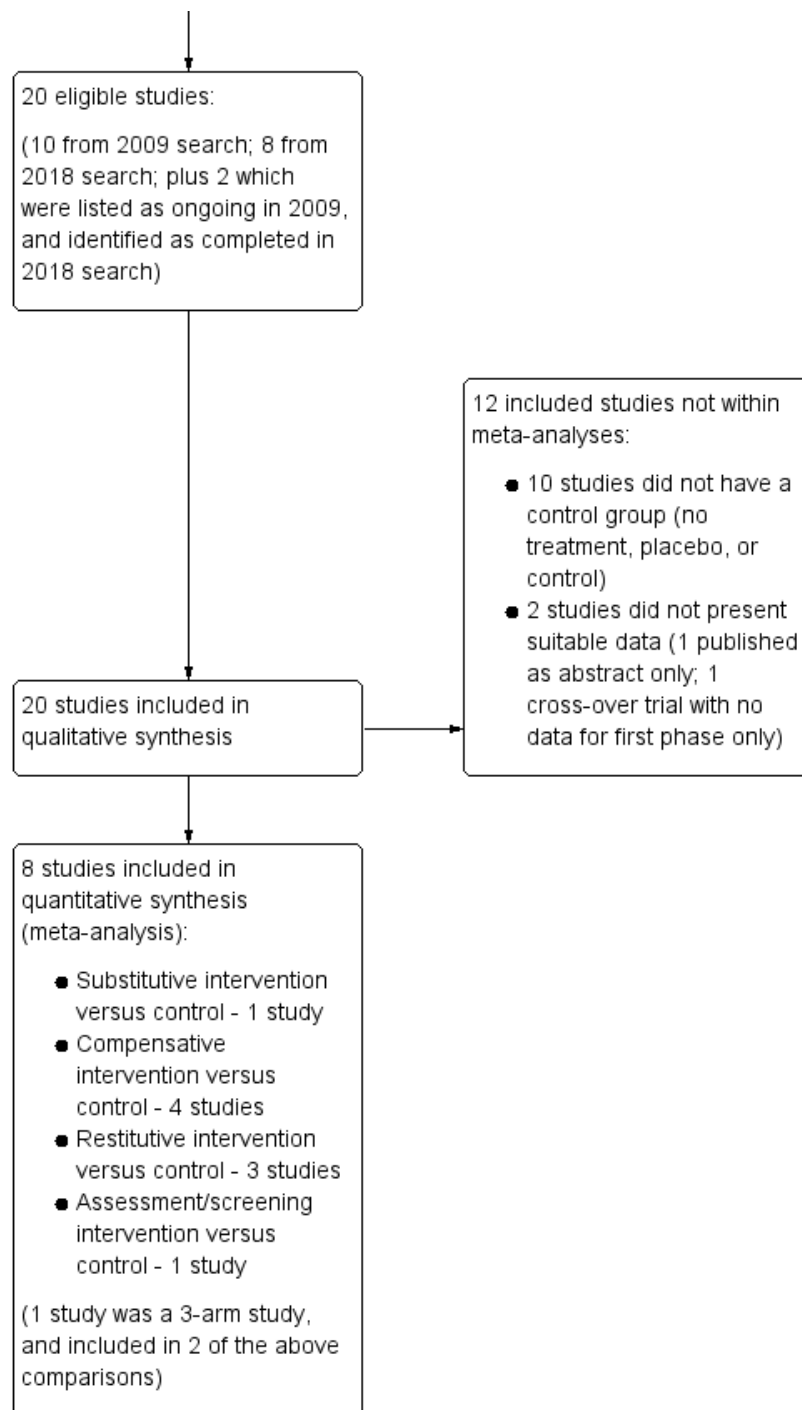 20 eligible studies:
(10 from 2009 search; 8 from
2018 search; plus 2 which
were listed as ongoing in 2009,
and identified as completed in
2018 search)
12 included studies not within
meta-analyses:
● 10 studies did not have a
control group (no
treatment, placebo, or
control)
● 2 studies did not present
suitable data (1 published
as abstract only; 1
cross-over trial with no
data for first phase only)
20 studies included in
qualitative synthesis
8 studies included in
quantitative synthesis
(meta-analysis):
● Substitutive intervention
versus control - 1 study
● Compensative
intervention versus
control - 4 studies
● Restitutive intervention
versus control - 3 studies
● Assessment/screening
intervention versus
control - 1 study
(1 study was a 3-arm study,
and included in 2 of the above
comparisons)